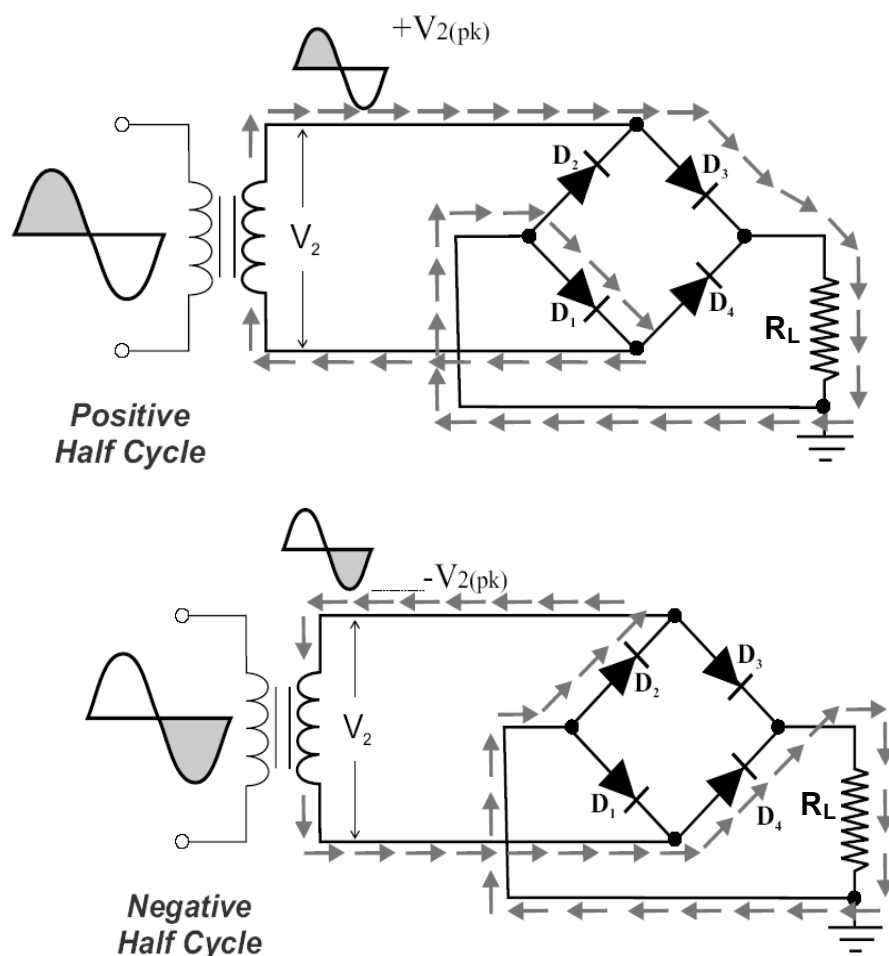 +V2(pk)
D2
D3
V2
D1
D4
RL
Positive
Half Cycle
-V2(pk)
D2
D3
V2
D1
D4
RL
Negative
Half Cycle